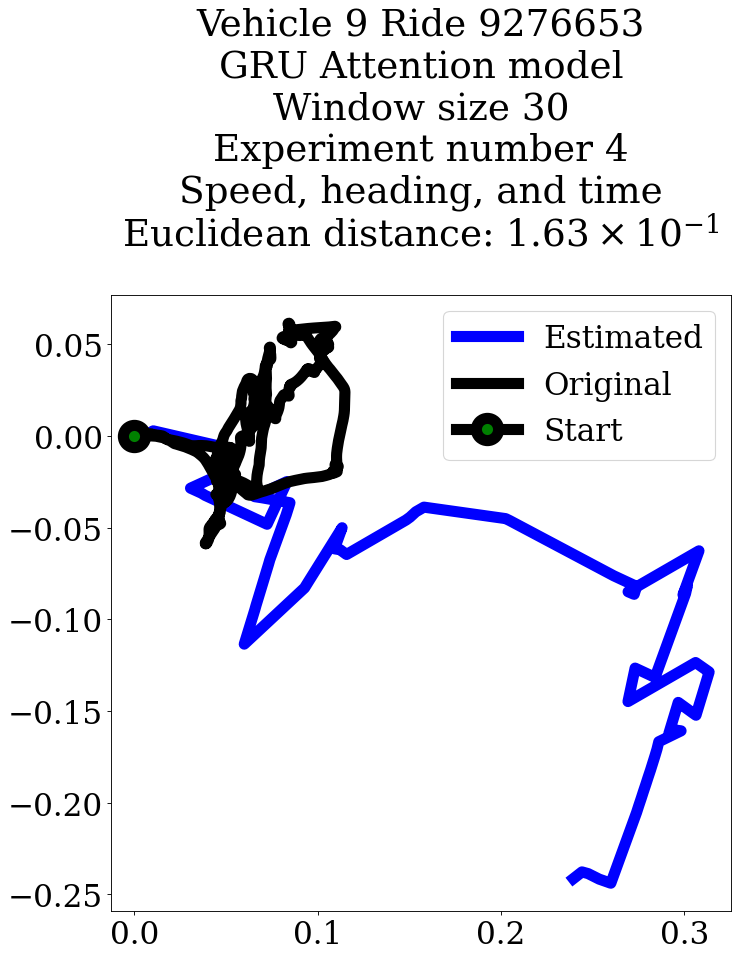 Vehicle 9 Ride 9276653
GRU Attention model
Window size 30
Experiment number 4
Speed, heading, and time
Euclidean distance: 1.63 × 10⁻¹
Estimated
Original
Start
0.05
0.00
−0.05
−0.10
−0.15
−0.20
−0.25
0.0 0.1 0.2 0.3